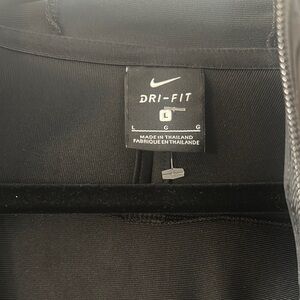 DRI-FIT
L
L G G
MADE IN THAILAND
FABRIQUE EN THAILANDE